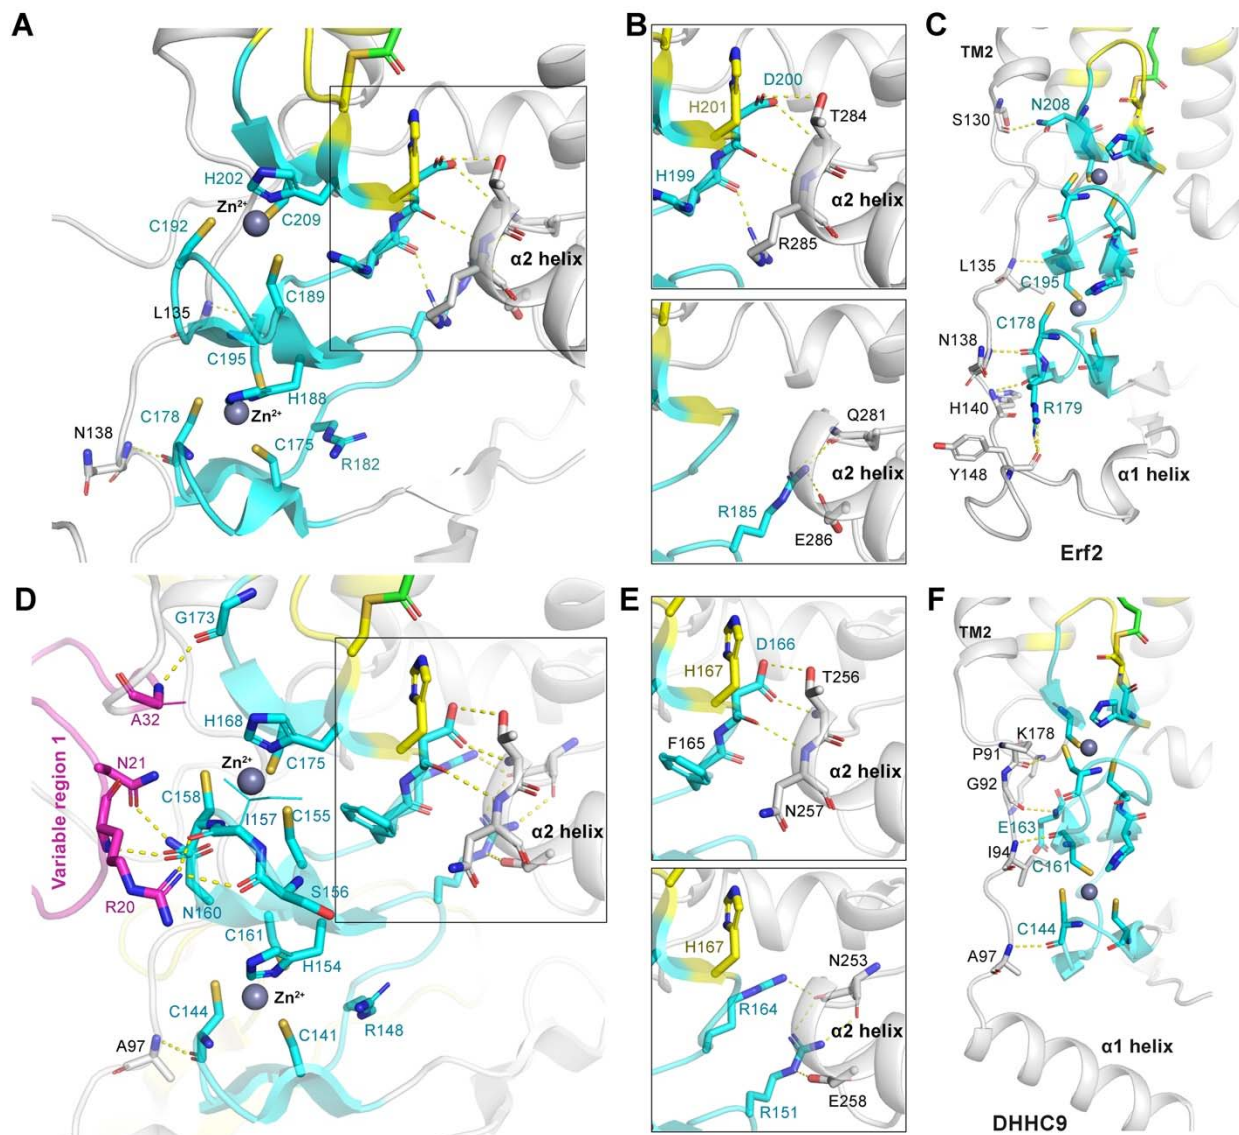 A
H202
Zn²⁺
C209
C192
C189
L135
C195
H188
C178
Zn²⁺
N138
C175
R182
α2 helix
B
D200
H201
T284
H199
α2 helix
R285
Q281
α2 helix
R185
E286
C
TM2
N208
S130
L135
C195
C178
N138
H140
R179
Y148
α1 helix
Erf2
D
G173
A32
H168
Variable region 1
N21
Zn²⁺
C175
C158
C155
I157
R20
N160
S156
C161
H154
C144
Zn²⁺
A97
C141
R148
α2 helix
E
D166
H167
T256
F165
α2 helix
N257
H167
N253
R164
α2 helix
R151
E258
F
TM2
K178
P91
G92
E163
I94
C161
C144
A97
α1 helix
DHHC9